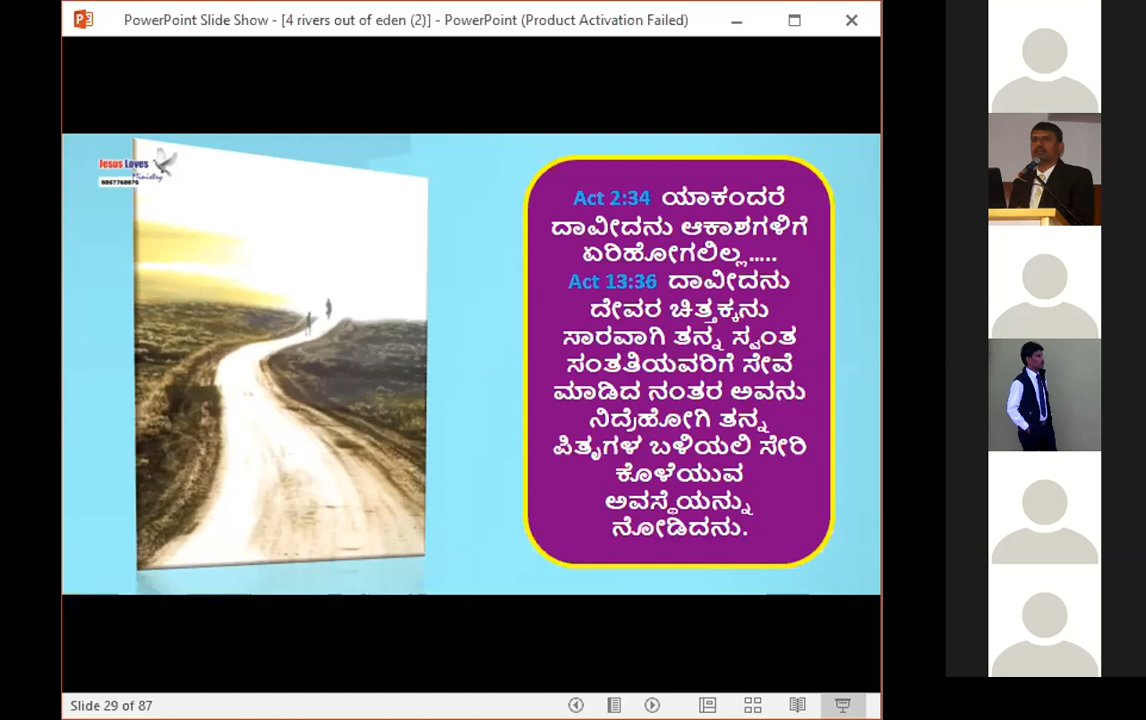 PowerPoint Slide Show - [4 rivers out of eden (2)] - PowerPoint (Product Activation Failed)
Jesus Loves
Ministry
9867768876
Act 2:34 ಯಾಕಂದರೆ
ದಾವೀದನು ಆಕಾಶಗಳಿಗೆ
ಏರಿಹೋಗಲಿಲ್ಲ.....
Act 13:36 ದಾವೀದನು
ದೇವರ ಚಿತ್ತಕ್ಕನು
ಸಾರವಾಗಿ ತನ್ನ ಸ್ವಂತ
ಸಂತತಿಯವರಿಗೆ ಸೇವೆ
ಮಾಡಿದ ನಂತರ ಅವನು
ನಿದ್ರೆಹೋಗಿ ತನ್ನ
ಪಿತೃಗಳ ಬಳಿಯಲಿ ಸೇರಿ
ಕೊಳೆಯುವ
ಅವಸ್ಥೆಯನ್ನು
ನೋಡಿದನು.
Slide 29 of 87